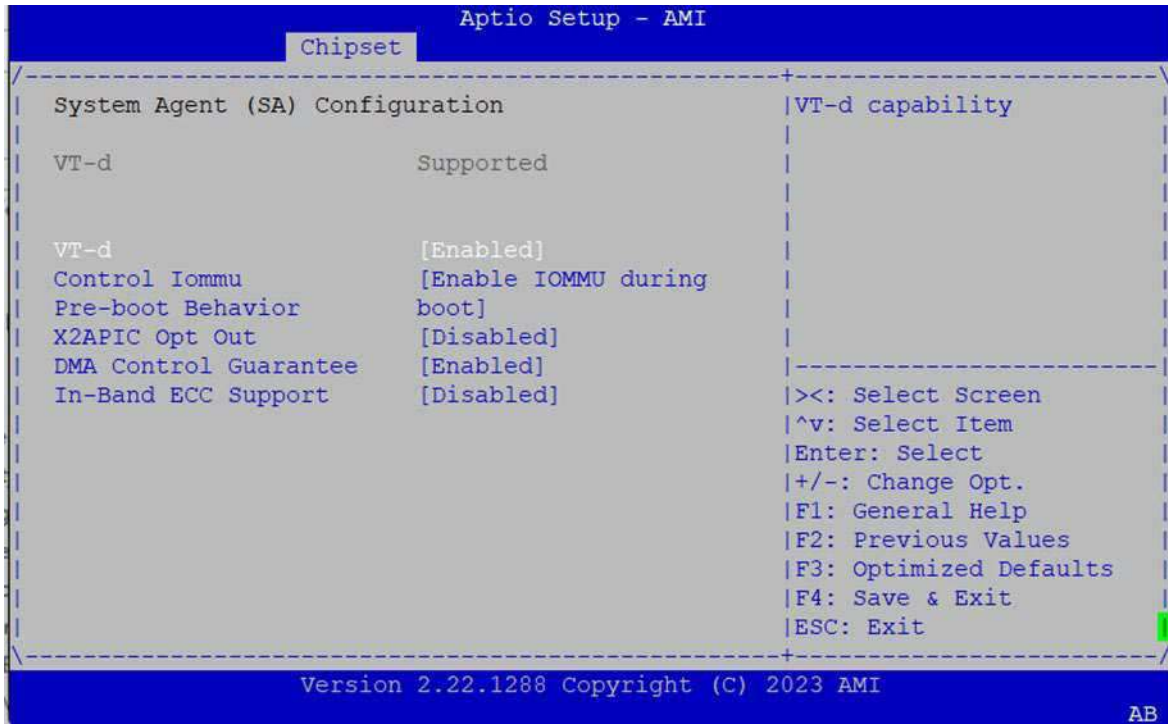 Aptio Setup - AMI
Chipset
System Agent (SA) Configuration
VT-d Supported
VT-d [Enabled]
Control Iommu [Enable IOMMU during
Pre-boot Behavior boot]
X2APIC Opt Out [Disabled]
DMA Control Guarantee [Enabled]
In-Band ECC Support [Disabled]
VT-d capability
><: Select Screen
^v: Select Item
Enter: Select
+/-: Change Opt.
F1: General Help
F2: Previous Values
F3: Optimized Defaults
F4: Save & Exit
ESC: Exit
Version 2.22.1288 Copyright (C) 2023 AMI
AB